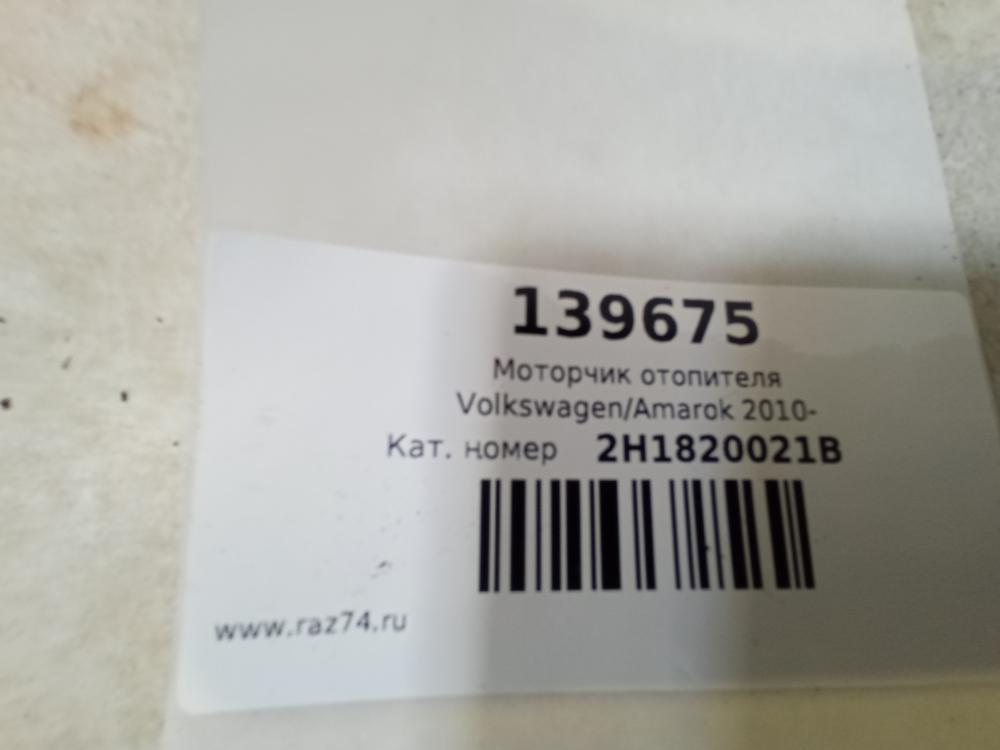 139675
Моторчик отопителя
Volkswagen/Amarok 2010-
Кат. номер 2H1820021B
www.raz74.ru